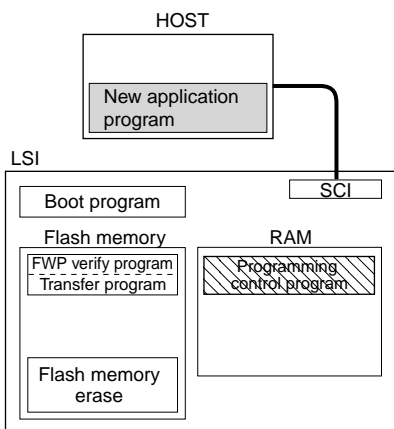 HOST
New application
program
LSI
SCI
Boot program
Flash memory
RAM
FWP verify program
Transfer program
Programming
control program
Flash memory
erase